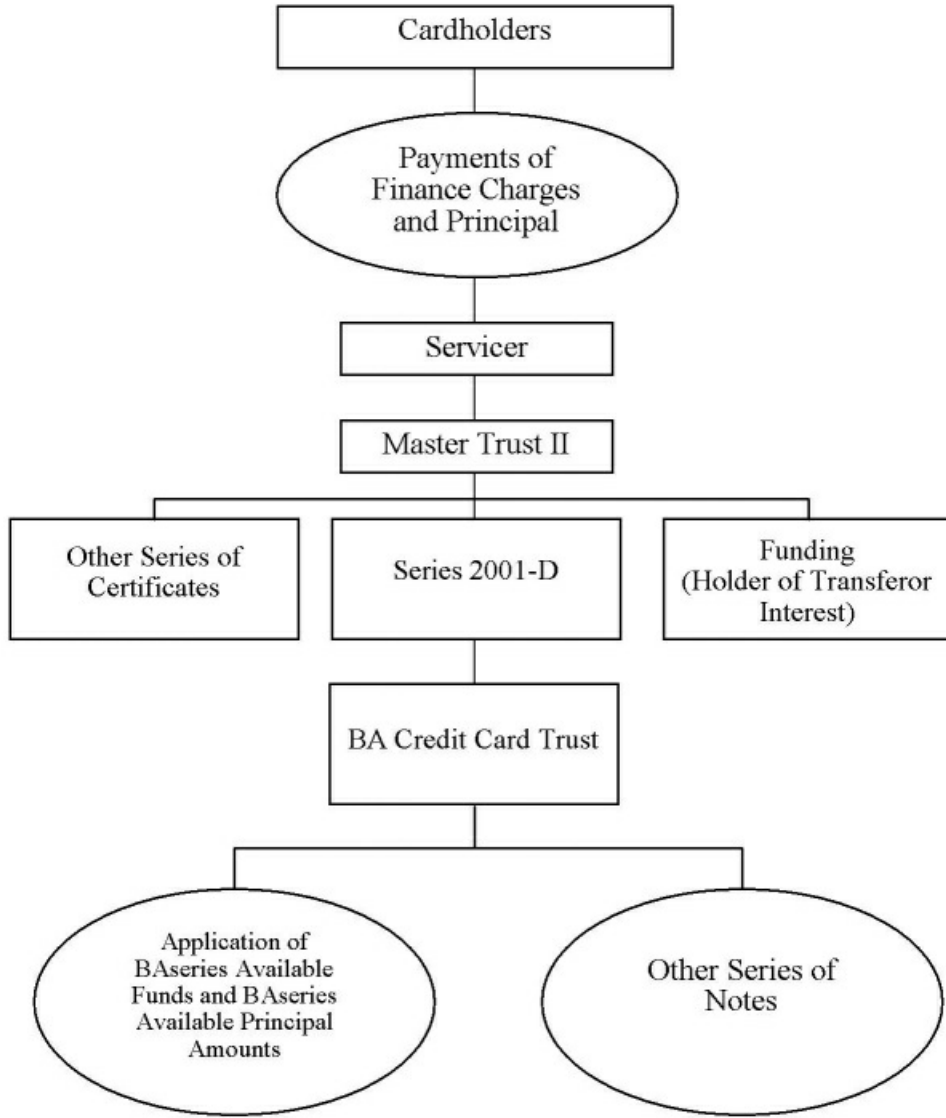 Cardholders
Payments of
Finance Charges
and Principal
Servicer
Master Trust II
Other Series of
Certificates
Series 2001-D
Funding
(Holder of Transferor
Interest)
BA Credit Card Trust
Application of
BAseries Available
Funds and BAseries
Available Principal
Amounts
Other Series of
Notes